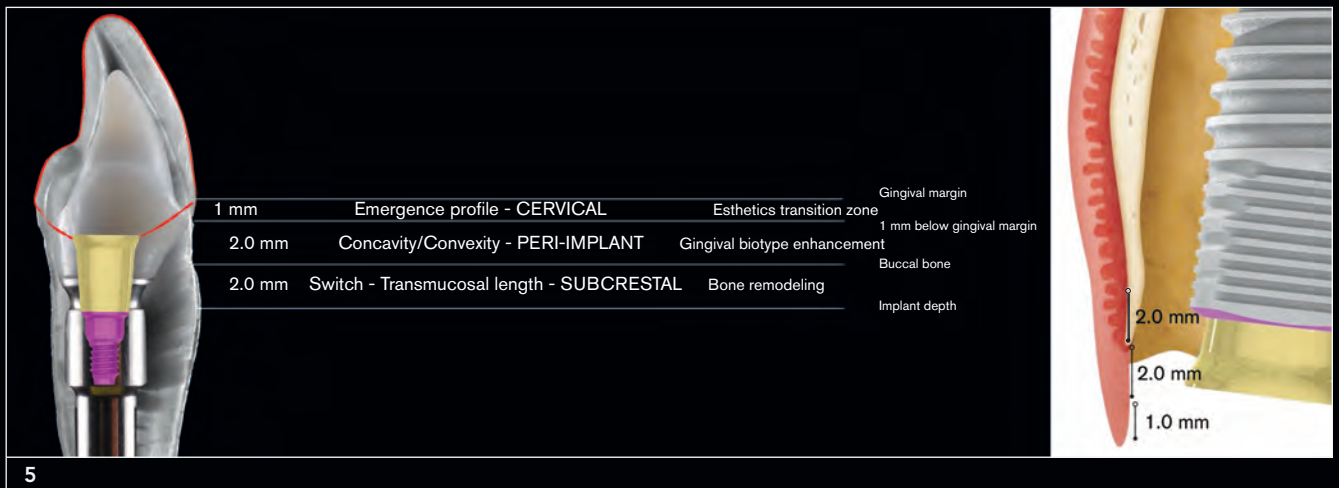 Gingival margin
1 mm Emergence profile - CERVICAL Esthetics transition zone
1 mm below gingival margin
2.0 mm Concavity/Convexity - PERI-IMPLANT Gingival biotype enhancement
Buccal bone
2.0 mm Switch - Transmucosal length - SUBCRESTAL Bone remodeling
Implant depth
2.0 mm
2.0 mm
1.0 mm
5